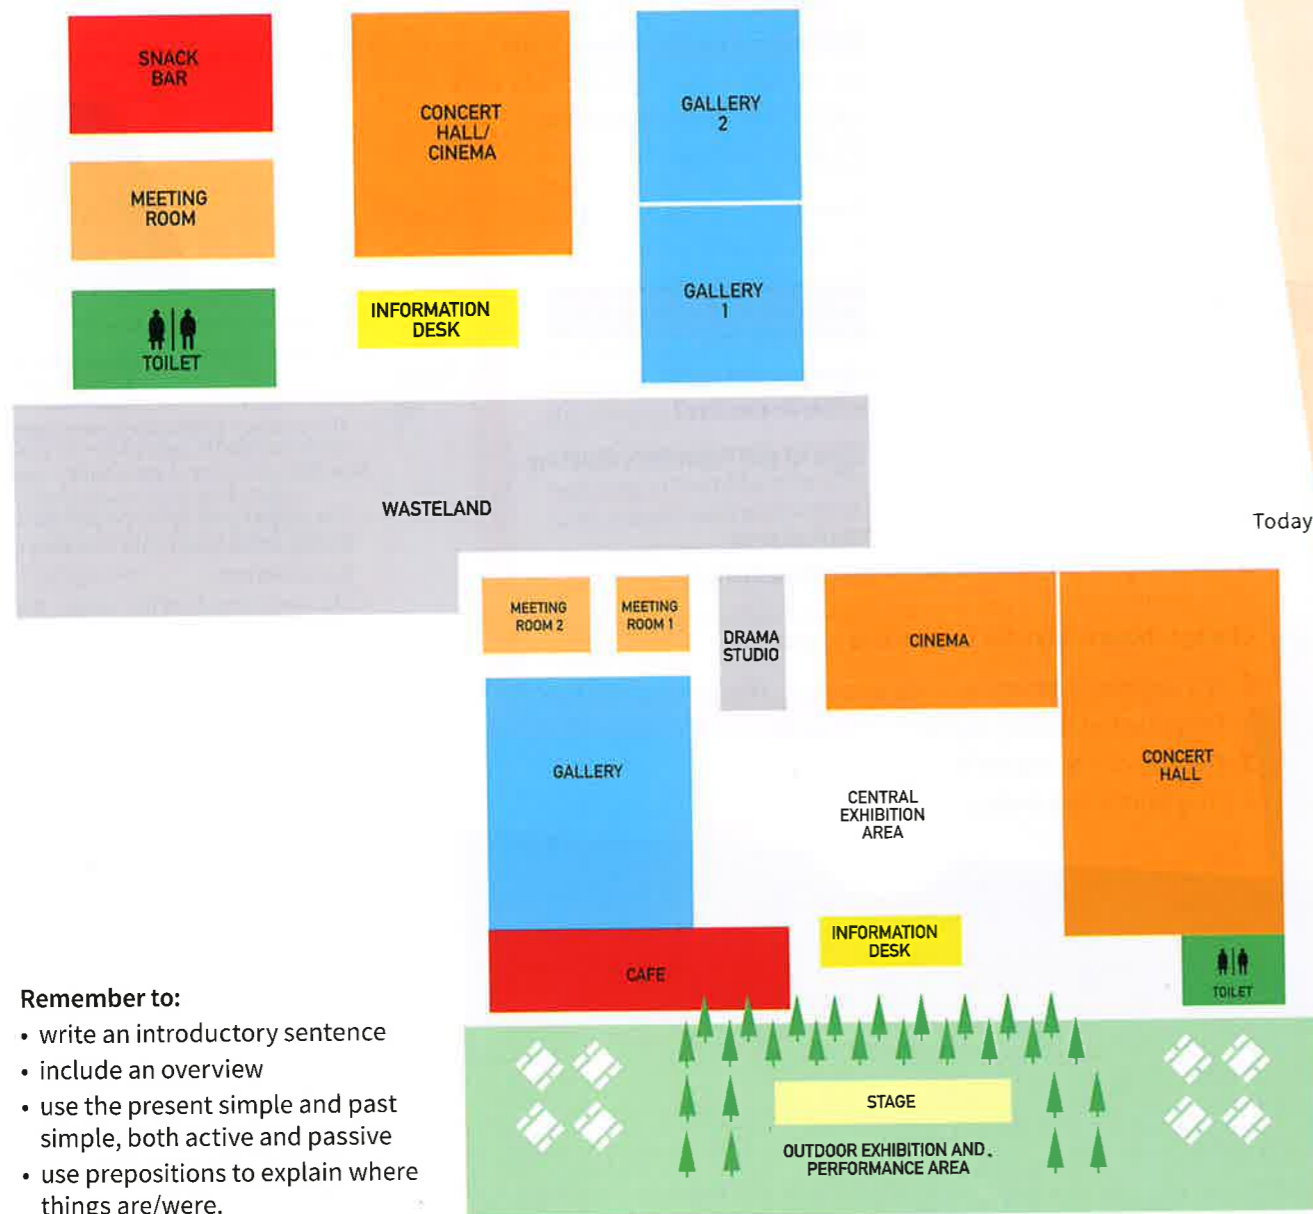 SNACK
BAR
CONCERT
HALL/
CINEMA
GALLERY
2
MEETING
ROOM
GALLERY
1
INFORMATION
DESK
TOILET
WASTELAND
Today
MEETING
ROOM 2
MEETING
ROOM 1
DRAMA
STUDIO
CINEMA
CONCERT
HALL
GALLERY
CENTRAL
EXHIBITION
AREA
INFORMATION
DESK
CAFE
TOILET
STAGE
OUTDOOR EXHIBITION AND
PERFORMANCE AREA
Remember to:
• write an introductory sentence
• include an overview
• use the present simple and past
simple, both active and passive
• use prepositions to explain where
things are/were.